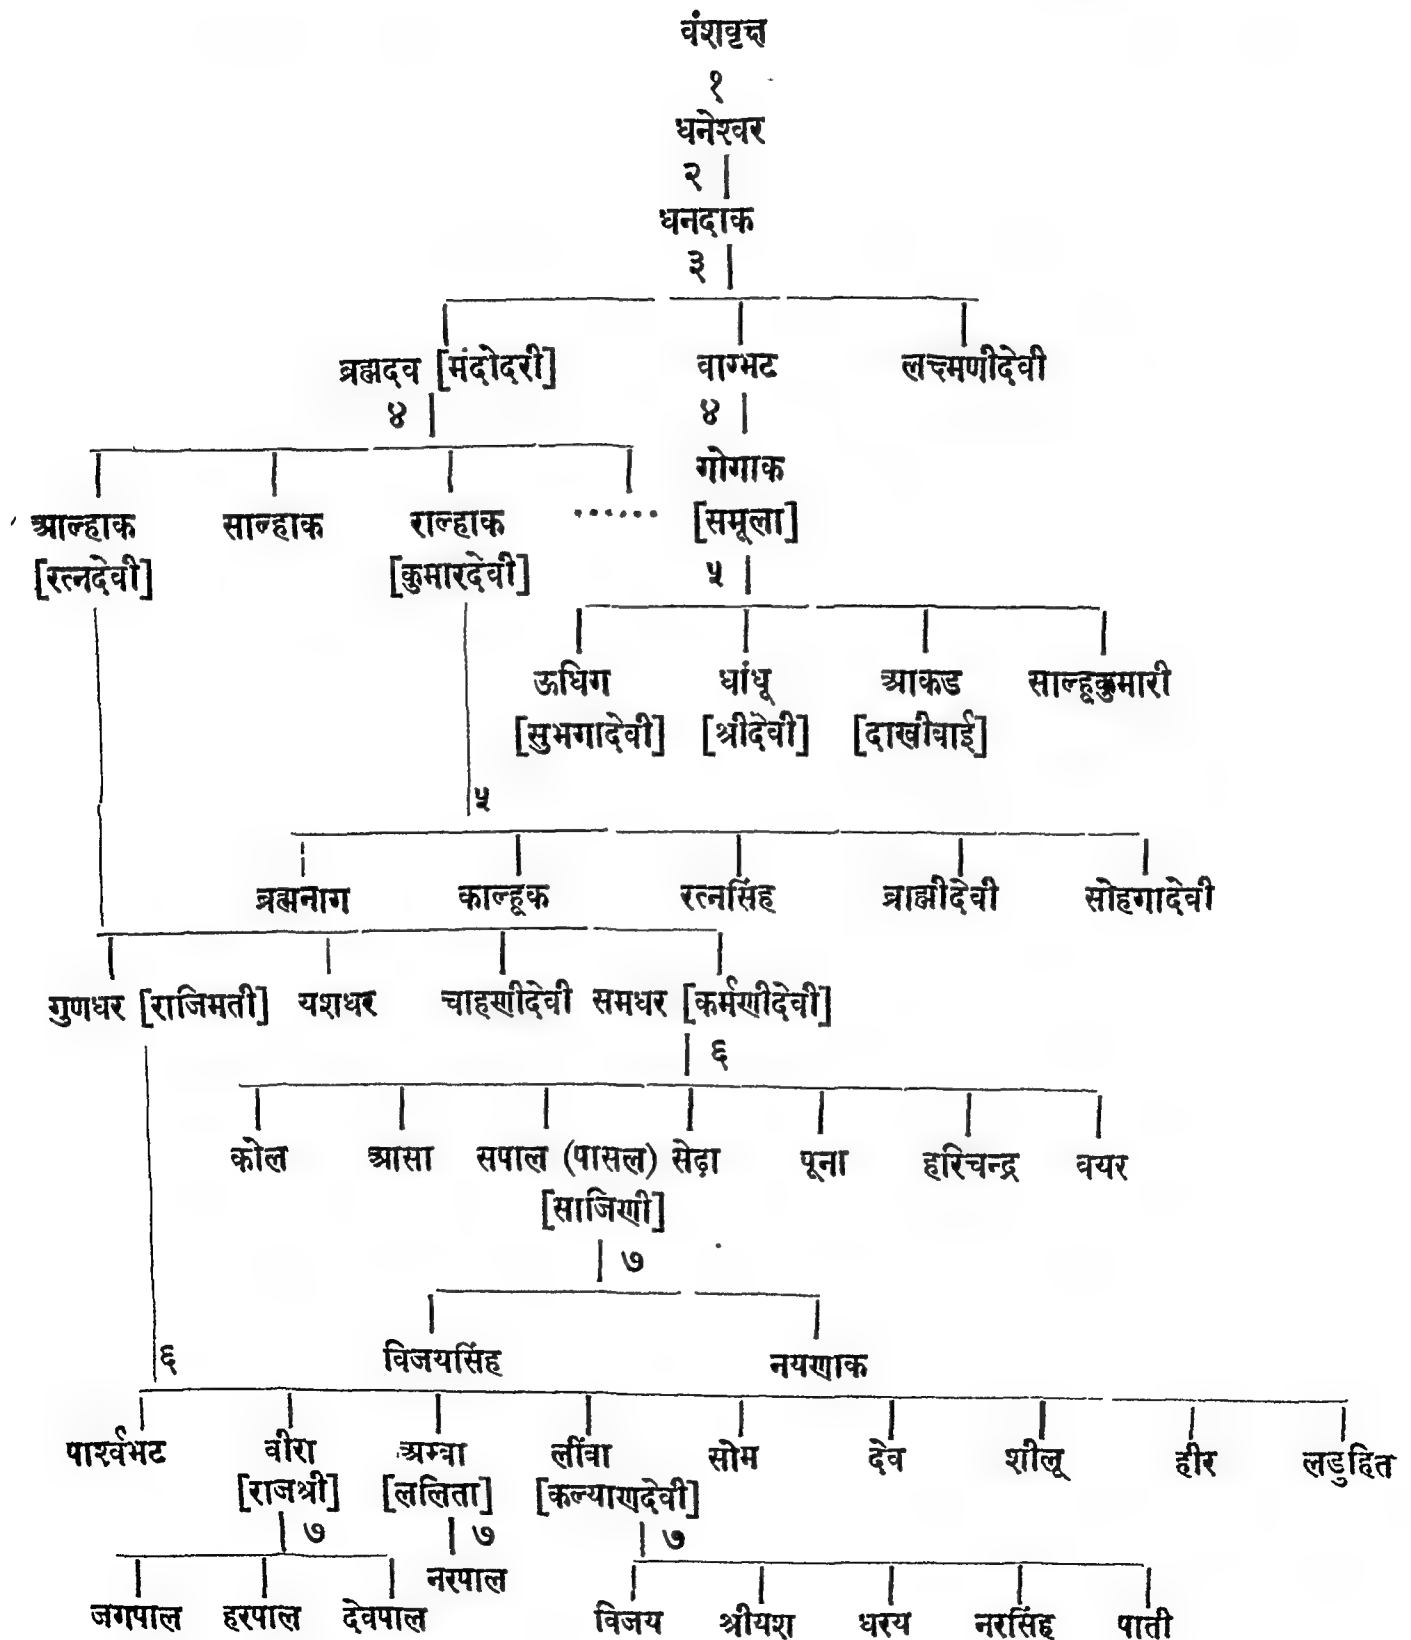 वंशवृक्ष
१
धनेश्वर
२
धनदाक
३
ब्रह्मदव [मंदोदरी] वाग्भट लक्ष्मणीदेवी
४ ४
गोगाक
आल्हाक साल्हाक राल्हाक ...... [समूला]
[रत्नदेवी] [कुमारदेवी] ५
ऊधिग धांधू आकड साल्हूकुमारी
[सुभगादेवी] [श्रीदेवी] [दाखीबाई]
५
ब्रह्मनाग काल्हूक रत्नसिंह ब्राह्मीदेवी सोहगादेवी
गुणधर [राजिमती] यशधर चाहणीदेवी समधर [कर्मणीदेवी]
६
कोल आसा सपाल (पासल) सेढ़ा पूना हरिचन्द्र वयर
[साजिणी]
७
विजयसिंह नयणाक
६
पार्श्वभट वीरा अम्बा लींबा सोम देव शीलू हीर लडुहित
[राजश्री] [ललिता] [कल्याणदेवी]
७ ७ ७
नरपाल
जगपाल हरपाल देवपाल विजय श्रीयश धरय नरसिंह पाती